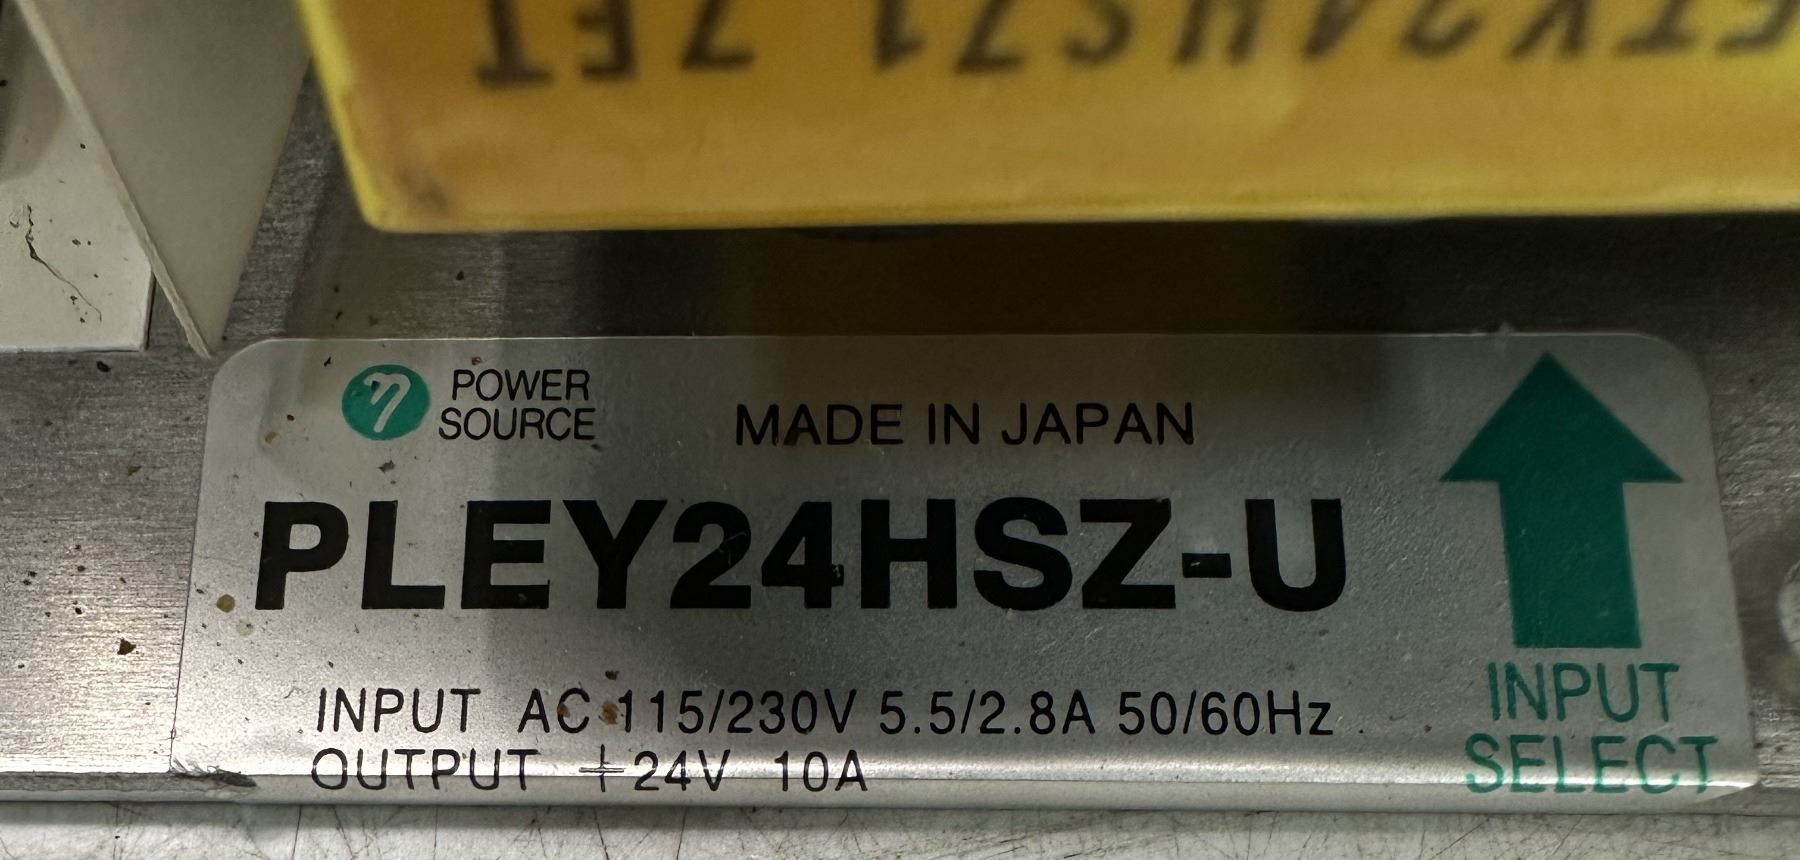 η POWER
SOURCE
MADE IN JAPAN
PLEY24HSZ-U
INPUT AC 115/230V 5.5/2.8A 50/60Hz
OUTPUT +24V 10A
INPUT
SELECT